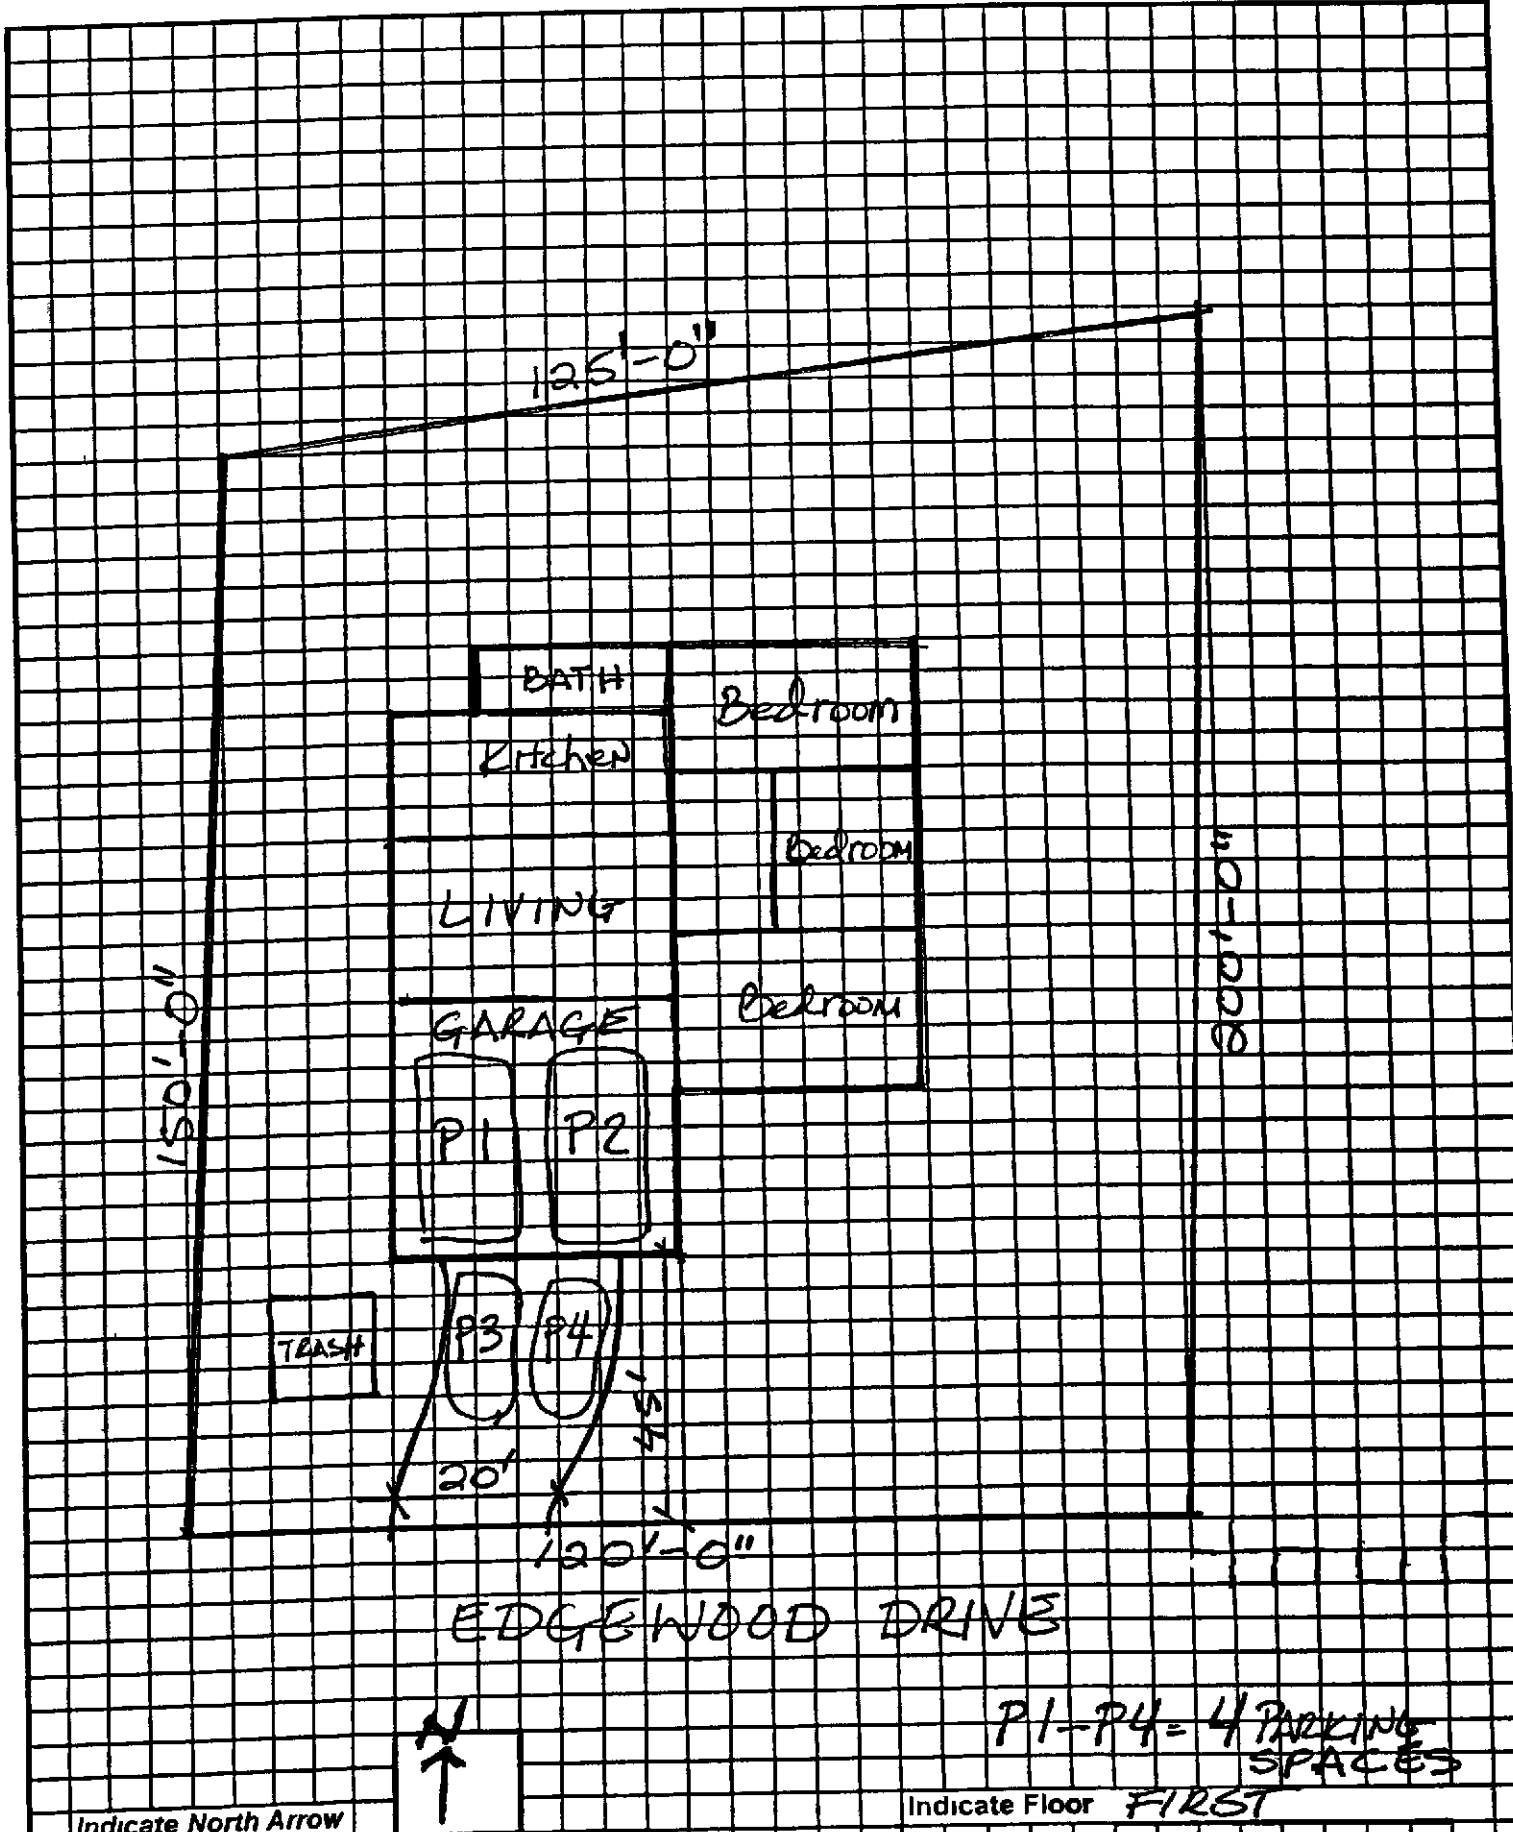 125'-0"
BATH
Bedroom
Kitchen
Bedroom
LIVING
200'-0"
150'-0"
Bedroom
GARAGE
P1 P2
TRASH
P3 P4
45'
20'
120'-0"
EDGEWOOD DRIVE
N
P1-P4 = 4 PARKING
SPACES
Indicate North Arrow
Indicate Floor FIRST